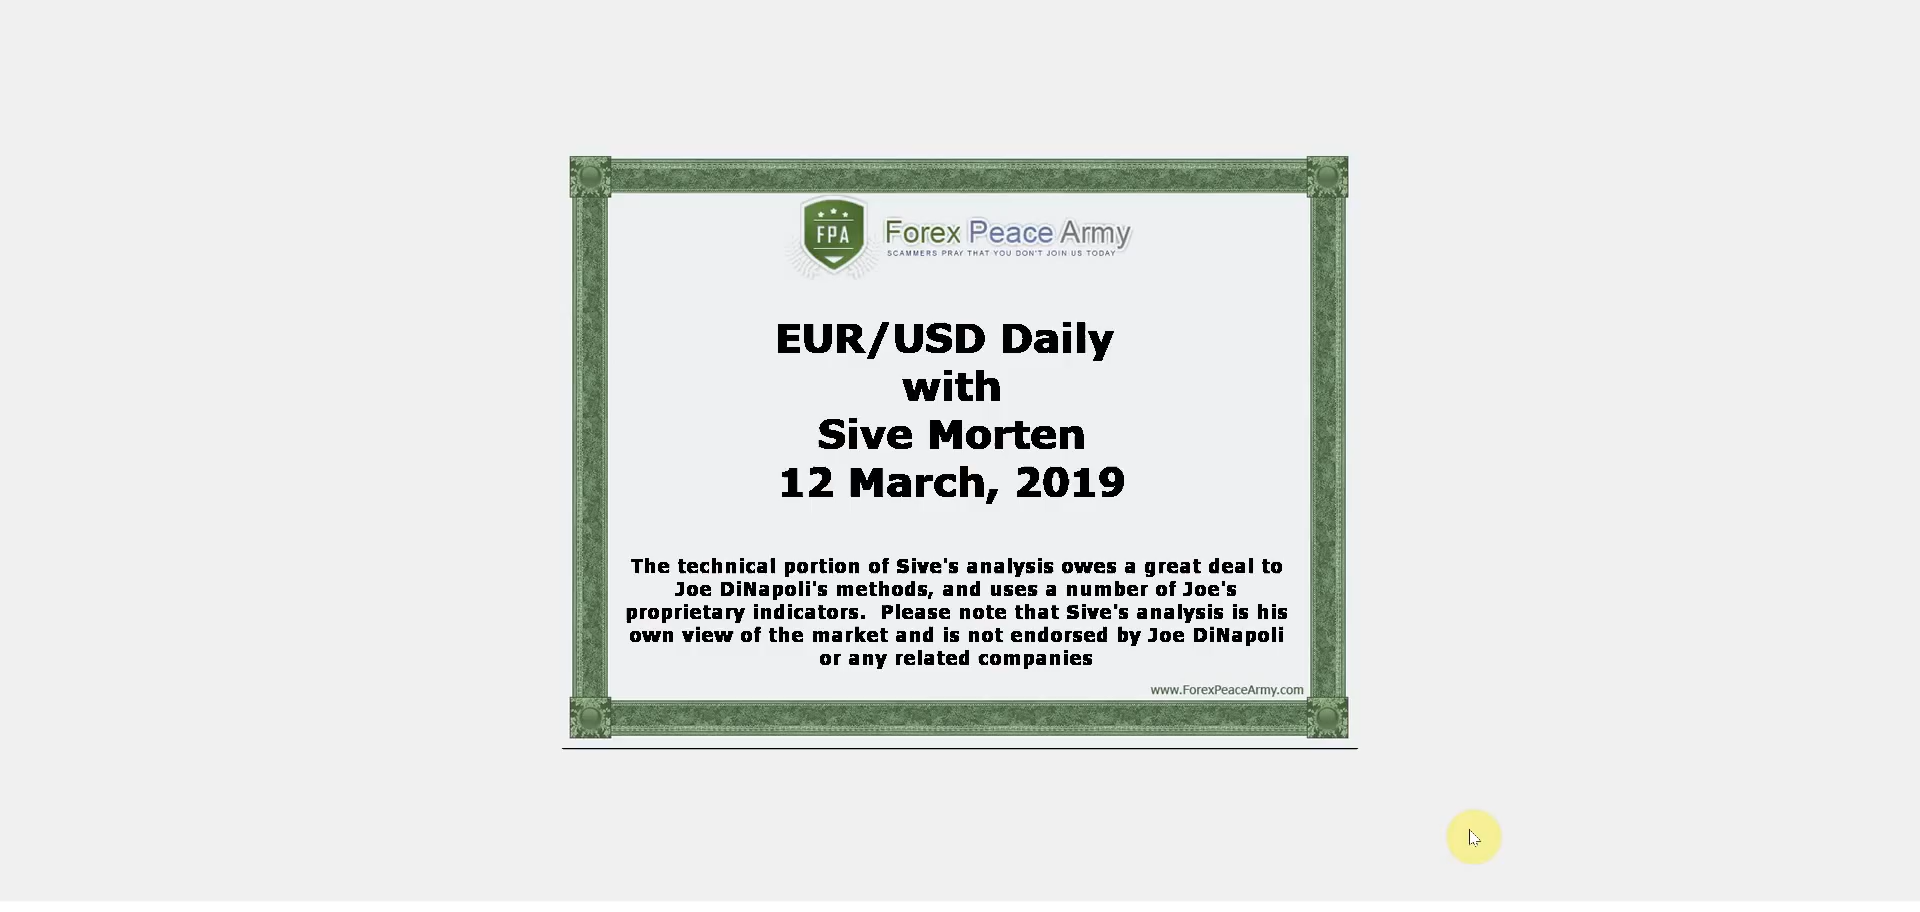 FPA
Forex Peace Army
SCAMMERS PRAY THAT YOU DON'T JOIN US TODAY
EUR/USD Daily
with
Sive Morten
12 March, 2019
The technical portion of Sive's analysis owes a great deal to
Joe DiNapoli's methods, and uses a number of Joe's
proprietary indicators.  Please note that Sive's analysis is his
own view of the market and is not endorsed by Joe DiNapoli
or any related companies
www.ForexPeaceArmy.com